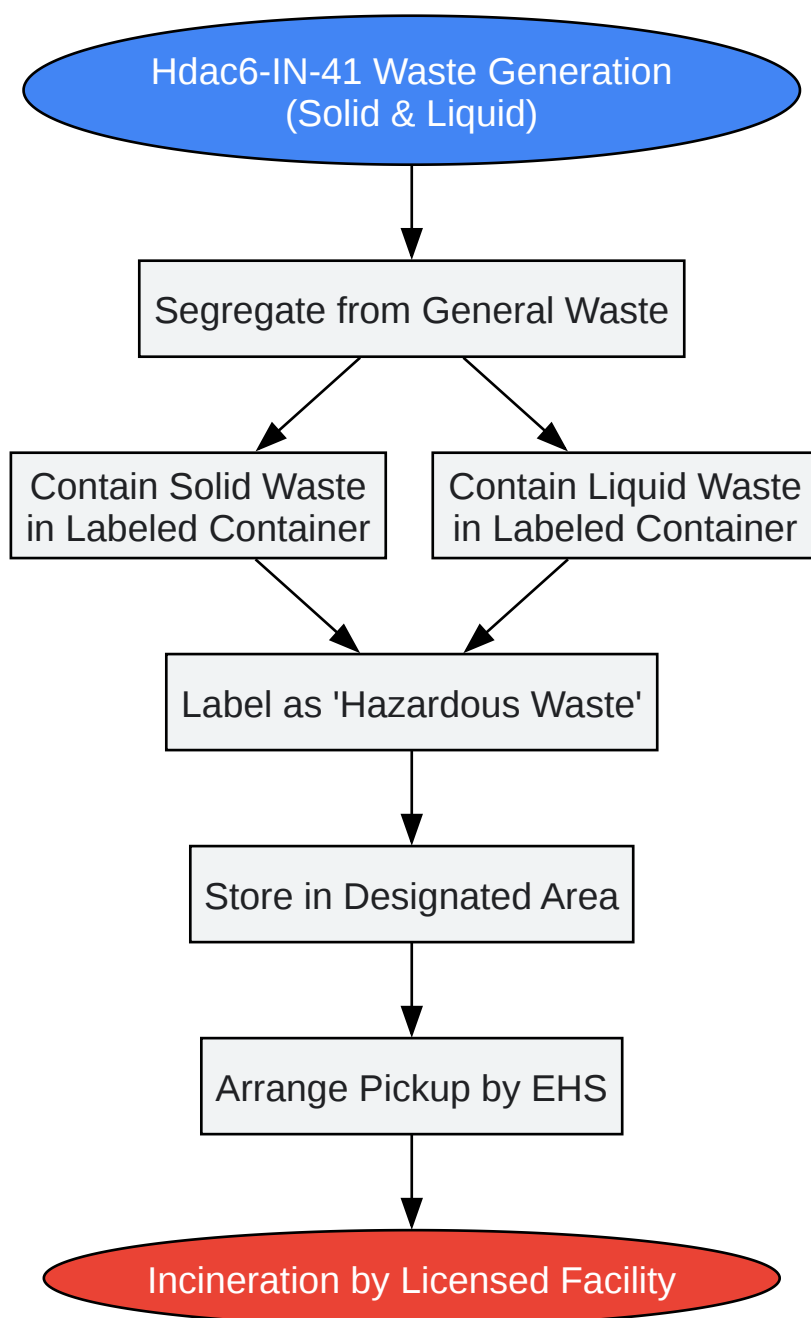 Hdac6-IN-41 Waste Generation
(Solid & Liquid)
Segregate from General Waste
Contain Solid Waste
in Labeled Container
Contain Liquid Waste
in Labeled Container
Label as 'Hazardous Waste'
Store in Designated Area
Arrange Pickup by EHS
Incineration by Licensed Facility